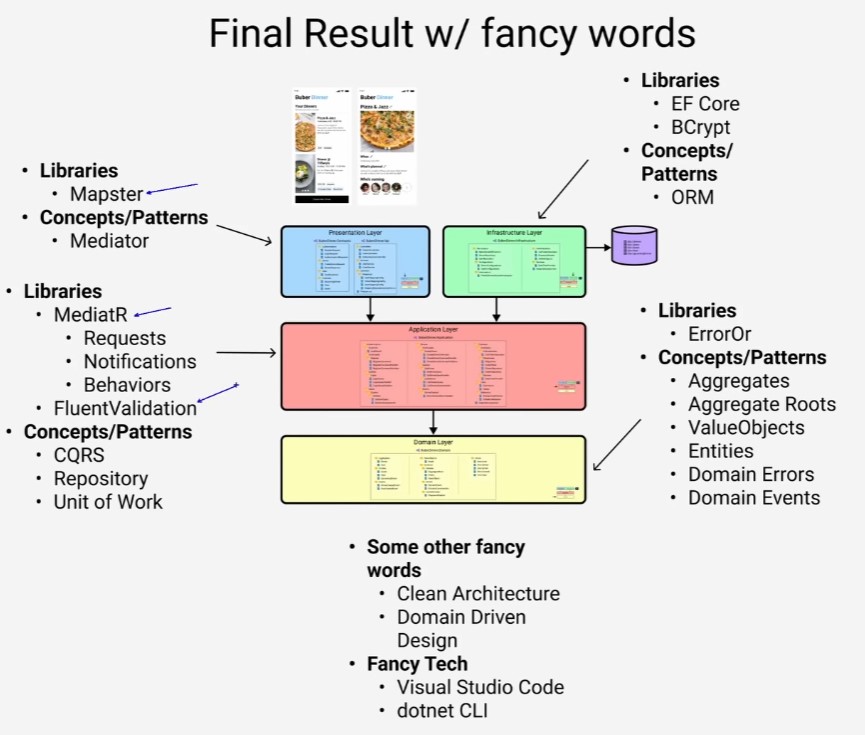 Final Result w/ fancy words
• Libraries
• EF Core
• BCrypt
• Concepts/
Patterns
• ORM
Buber Dinner
Buber Dinner
Pizza & Jazz
• Libraries
• Mapster
• Concepts/Patterns
• Mediator
Presentation Layer
Infrastructure Layer
• Libraries
• MediatR
• Requests
• Notifications
• Behaviors
• FluentValidation
• Concepts/Patterns
• CQRS
• Repository
• Unit of Work
Application Layer
Domain Layer
• Libraries
• ErrorOr
• Concepts/Patterns
• Aggregates
• Aggregate Roots
• ValueObjects
• Entities
• Domain Errors
• Domain Events
• Some other fancy
words
• Clean Architecture
• Domain Driven
Design
• Fancy Tech
• Visual Studio Code
• dotnet CLI